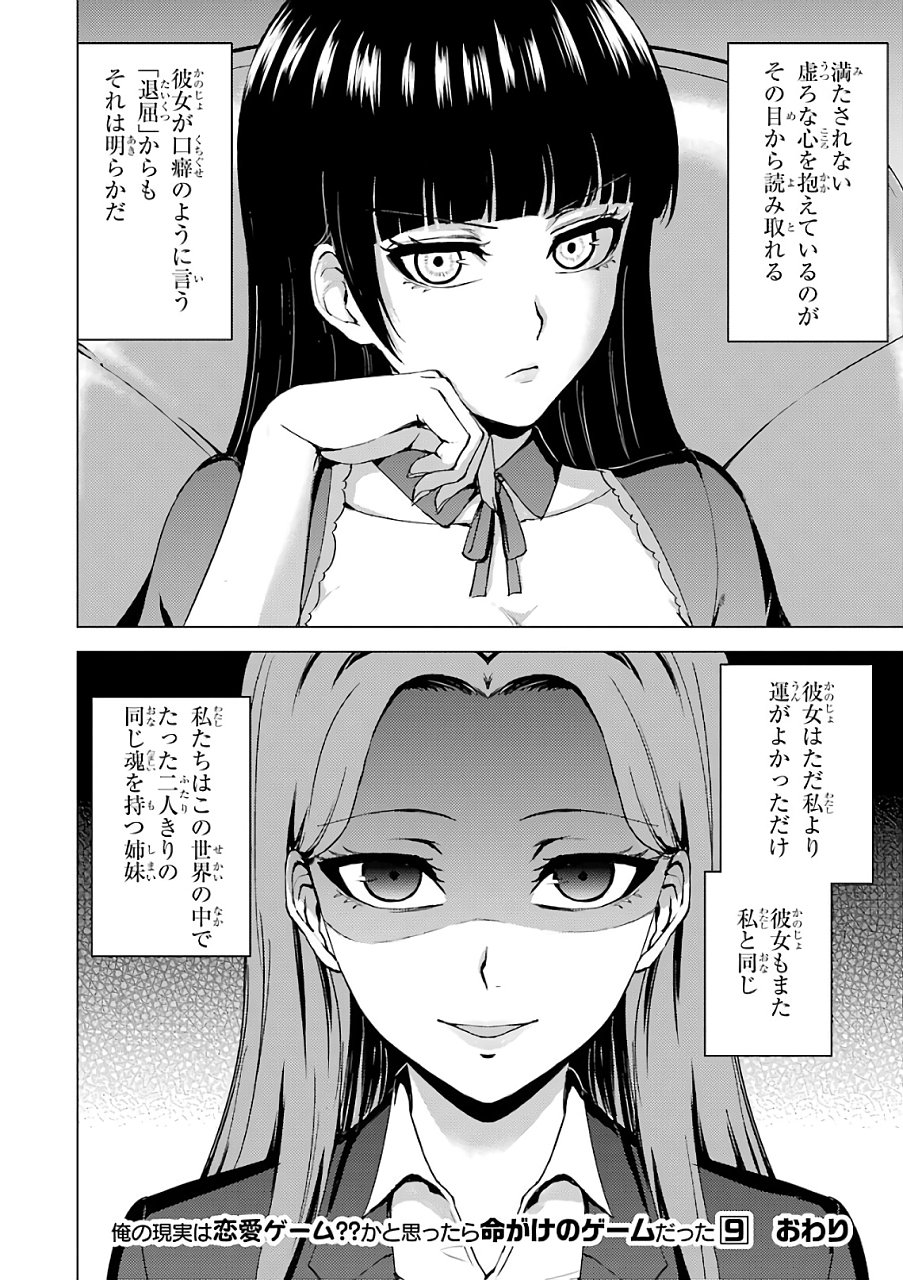 満たされない
虚ろな心を抱えているのが
その目から読み取れる
彼女が口癖のように言う
「退屈」からも
それは明らかだ
彼女はただ私より
運がよかっただけ
彼女もまた
私と同じ
私たちはこの世界の中で
たった二人きりの
同じ魂を持つ姉妹
俺の現実は恋愛ゲーム??かと思ったら命がけのゲームだった 9 おわり